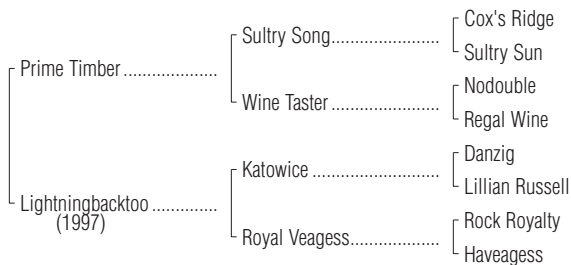 Cox's Ridge
Sultry Song.......................
Sultry Sun
Prime Timber....................
Nodouble
Wine Taster.......................
Regal Wine
Danzig
Katowice...........................
Lillian Russell
Lightningbacktoo..............
(1997)
Rock Royalty
Royal Veagess...................
Haveagess